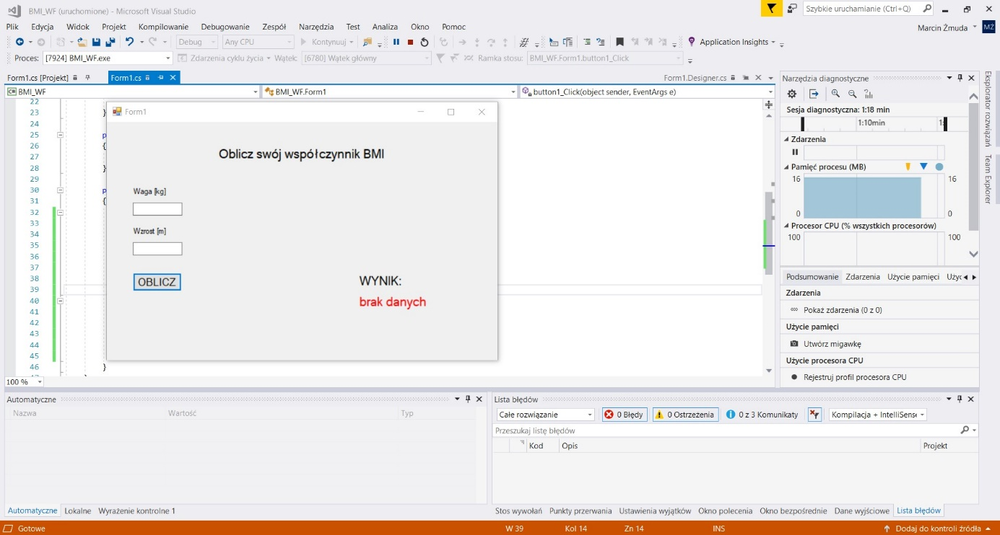 BMI_WF (uruchomione) - Microsoft Visual Studio
Szybkie uruchamianie (Ctrl+Q)
Plik Edycja Widok Projekt Kompilowanie Debugowanie Zespół Narzędzia Test Analiza Okno Pomoc
Marcin Żmuda
MŻ
Debug Any CPU Kontynuuj Application Insights
Proces: [7924] BMI_WF.exe Zdarzenia cyklu życia Wątek: [6780] Wątek główny Ramka stosu: BMI_WF.Form1.button1_Click
Form1.cs [Projekt] Form1.cs Form1.Designer.cs
BMI_WF BMI_WF.Form1 button1_Click(object sender, EventArgs e)
22
23 }
24
25 p
26 {
27
28 }
29
30 p
31 {
32
33
34
35
36
37
38
39
40
41
42
43
44
45
46 }
100 %
Form1
Oblicz swój współczynnik BMI
Waga [kg]
Wzrost [m]
OBLICZ
WYNIK:
brak danych
Narzędzia diagnostyczne
Sesja diagnostyczna: 1:18 min
1:10min
Zdarzenia
Pamięć procesu (MB)
16 16
0 0
Procesor CPU (% wszystkich procesorów)
100 100
Podsumowanie Zdarzenia Użycie pamięci Użyc
Zdarzenia
Pokaż zdarzenia (0 z 0)
Użycie pamięci
Utwórz migawkę
Użycie procesora CPU
Rejestruj profil procesora CPU
Eksplorator rozwiązań
Team Explorer
Automatyczne
Nazwa Wartość Typ
Automatyczne Lokalne Wyrażenie kontrolne 1
Lista błędów
Całe rozwiązanie 0 Błędy 0 Ostrzeżenia 0 z 3 Komunikaty Kompilacja + IntelliSens
Przeszukaj listę błędów
Kod Opis Projekt
Stos wywołań Punkty przerwania Ustawienia wyjątków Okno polecenia Okno bezpośrednie Dane wyjściowe Lista błędów
Gotowe W 39 Kol 14 Zn 14 INS Dodaj do kontroli źródła